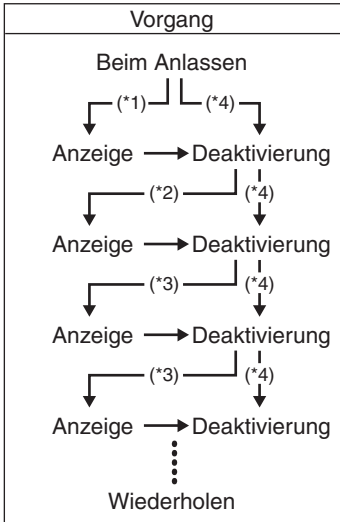 Vorgang
Beim Anlassen
(*1) (*4)
Anzeige Deaktivierung
(*2) (*4)
Anzeige Deaktivierung
(*3) (*4)
Anzeige Deaktivierung
(*3) (*4)
Anzeige Deaktivierung
Wiederholen